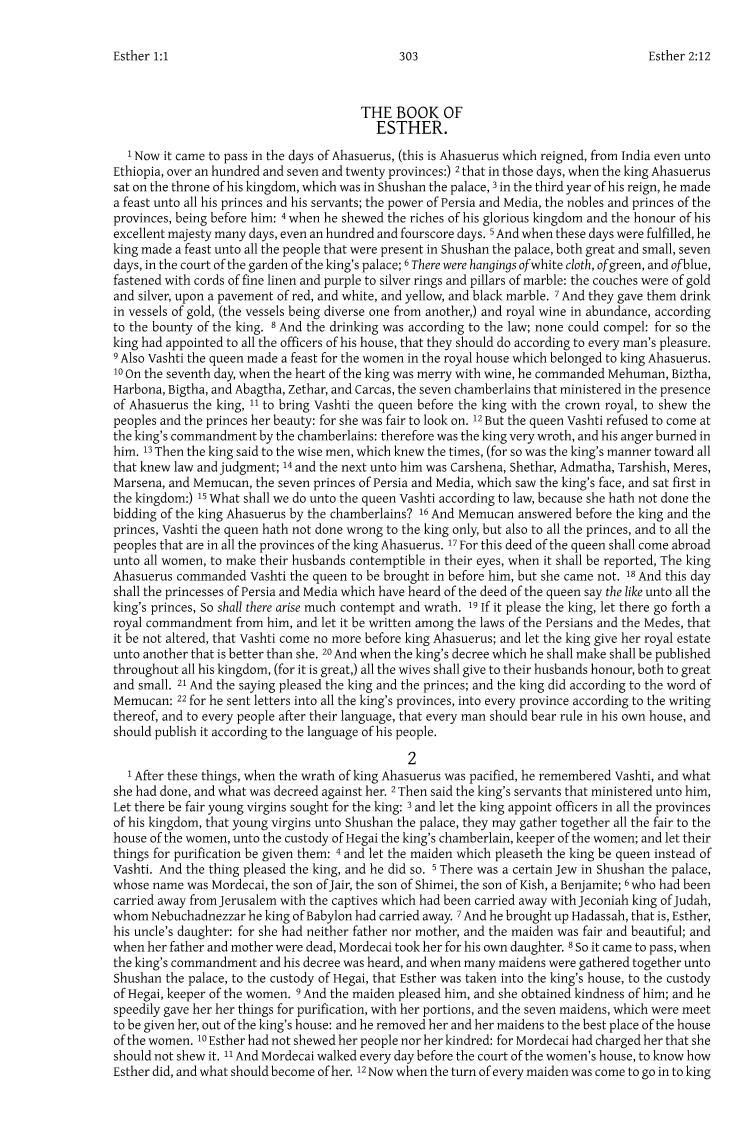 Esther 1:1 303 Esther 2:12
THE BOOK OF
ESTHER.
1 Now it came to pass in the days of Ahasuerus, (this is Ahasuerus which reigned, from India even unto
Ethiopia, over an hundred and seven and twenty provinces:) 2 that in those days, when the king Ahasuerus
sat on the throne of his kingdom, which was in Shushan the palace, 3 in the third year of his reign, he made
a feast unto all his princes and his servants; the power of Persia and Media, the nobles and princes of the
provinces, being before him: 4 when he shewed the riches of his glorious kingdom and the honour of his
excellent majesty many days, even an hundred and fourscore days. 5 And when these days were fulfilled, he
king made a feast unto all the people that were present in Shushan the palace, both great and small, seven
days, in the court of the garden of the king's palace; 6 There were hangings of white cloth, of green, and of blue,
fastened with cords of fine linen and purple to silver rings and pillars of marble: the couches were of gold
and silver, upon a pavement of red, and white, and yellow, and black marble. 7 And they gave them drink
in vessels of gold, (the vessels being diverse one from another,) and royal wine in abundance, according
to the bounty of the king. 8 And the drinking was according to the law; none could compel: for so the
king had appointed to all the officers of his house, that they should do according to every man's pleasure.
9 Also Vashti the queen made a feast for the women in the royal house which belonged to king Ahasuerus.
10 On the seventh day, when the heart of the king was merry with wine, he commanded Mehuman, Biztha,
Harbona, Bigtha, and Abagtha, Zethar, and Carcas, the seven chamberlains that ministered in the presence
of Ahasuerus the king, 11 to bring Vashti the queen before the king with the crown royal, to shew the
peoples and the princes her beauty: for she was fair to look on. 12 But the queen Vashti refused to come at
the king's commandment by the chamberlains: therefore was the king very wroth, and his anger burned in
him. 13 Then the king said to the wise men, which knew the times, (for so was the king's manner toward all
that knew law and judgment; 14 and the next unto him was Carshena, Shethar, Admatha, Tarshish, Meres,
Marsena, and Memucan, the seven princes of Persia and Media, which saw the king's face, and sat first in
the kingdom:) 15 What shall we do unto the queen Vashti according to law, because she hath not done the
bidding of the king Ahasuerus by the chamberlains? 16 And Memucan answered before the king and the
princes, Vashti the queen hath not done wrong to the king only, but also to all the princes, and to all the
peoples that are in all the provinces of the king Ahasuerus. 17 For this deed of the queen shall come abroad
unto all women, to make their husbands contemptible in their eyes, when it shall be reported, The king
Ahasuerus commanded Vashti the queen to be brought in before him, but she came not. 18 And this day
shall the princesses of Persia and Media which have heard of the deed of the queen say the like unto all the
king's princes, So shall there arise much contempt and wrath. 19 If it please the king, let there go forth a
royal commandment from him, and let it be written among the laws of the Persians and the Medes, that
it be not altered, that Vashti come no more before king Ahasuerus; and let the king give her royal estate
unto another that is better than she. 20 And when the king's decree which he shall make shall be published
throughout all his kingdom, (for it is great,) all the wives shall give to their husbands honour, both to great
and small. 21 And the saying pleased the king and the princes; and the king did according to the word of
Memucan: 22 for he sent letters into all the king's provinces, into every province according to the writing
thereof, and to every people after their language, that every man should bear rule in his own house, and
should publish it according to the language of his people.
2
1 After these things, when the wrath of king Ahasuerus was pacified, he remembered Vashti, and what
she had done, and what was decreed against her. 2 Then said the king's servants that ministered unto him,
Let there be fair young virgins sought for the king: 3 and let the king appoint officers in all the provinces
of his kingdom, that young virgins unto Shushan the palace, they may gather together all the fair to the
house of the women, unto the custody of Hegai the king's chamberlain, keeper of the women; and let their
things for purification be given them: 4 and let the maiden which pleaseth the king be queen instead of
Vashti. And the thing pleased the king, and he did so. 5 There was a certain Jew in Shushan the palace,
whose name was Mordecai, the son of Jair, the son of Shimei, the son of Kish, a Benjamite; 6 who had been
carried away from Jerusalem with the captives which had been carried away with Jeconiah king of Judah,
whom Nebuchadnezzar he king of Babylon had carried away. 7 And he brought up Hadassah, that is, Esther,
his uncle's daughter: for she had neither father nor mother, and the maiden was fair and beautiful; and
when her father and mother were dead, Mordecai took her for his own daughter. 8 So it came to pass, when
the king's commandment and his decree was heard, and when many maidens were gathered together unto
Shushan the palace, to the custody of Hegai, that Esther was taken into the king's house, to the custody
of Hegai, keeper of the women. 9 And the maiden pleased him, and she obtained kindness of him; and he
speedily gave her her things for purification, with her portions, and the seven maidens, which were meet
to be given her, out of the king's house: and he removed her and her maidens to the best place of the house
of the women. 10 Esther had not shewed her people nor her kindred: for Mordecai had charged her that she
should not shew it. 11 And Mordecai walked every day before the court of the women's house, to know how
Esther did, and what should become of her. 12 Now when the turn of every maiden was come to go in to king